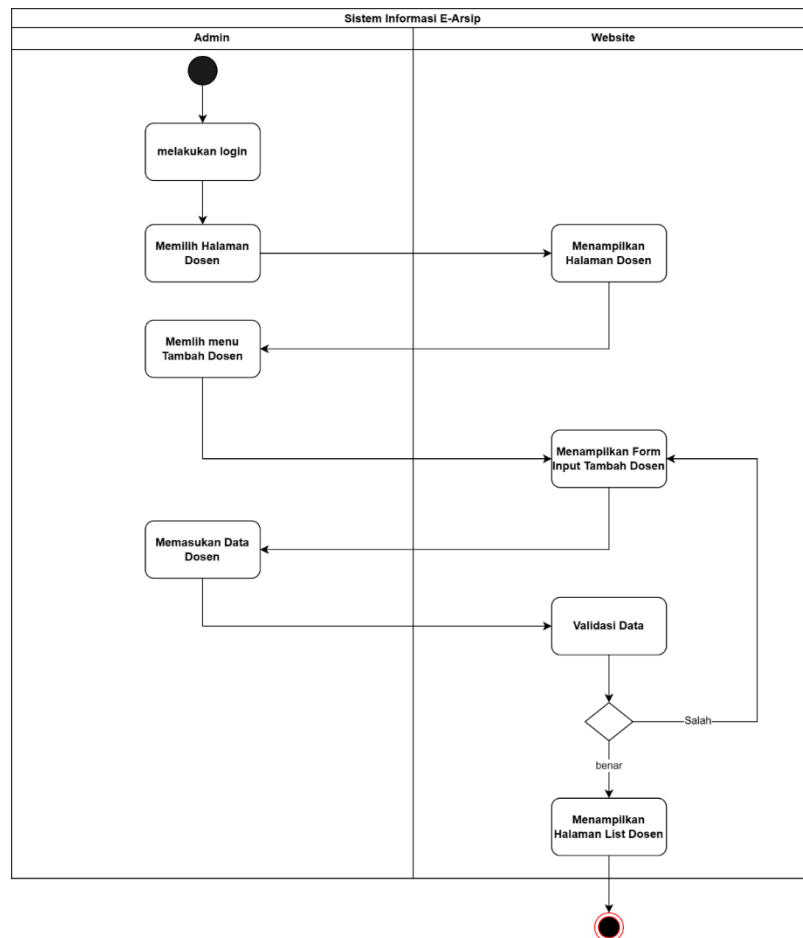 Sistem Informasi E-Arsip
Admin
Website
melakukan login
Memilih Halaman
Dosen
Menampilkan
Halaman Dosen
Memlih menu
Tambah Dosen
Menampilkan Form
Input Tambah Dosen
Memasukan Data
Dosen
Validasi Data
Salah
benar
Menampilkan
Halaman List Dosen